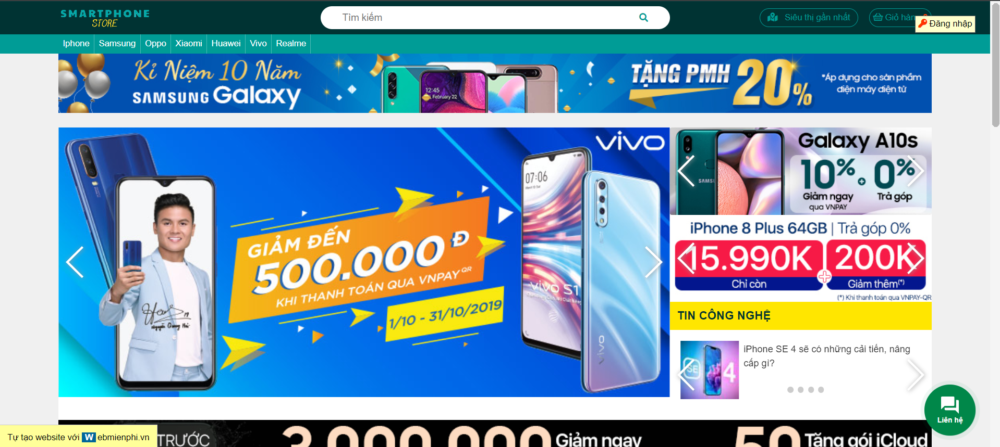 SMARTPHONE
STORE
Tìm kiếm
Siêu thị gần nhất
Giỏ hàn
Đăng nhập
Iphone
Samsung
Oppo
Xiaomi
Huawei
Vivo
Realme
Kỉ Niệm 10 Năm
SAMSUNG Galaxy
12:45
February 22
TẶNG PMH 20%
*Áp dụng cho sản phẩm
điện máy điện tử
vivo
07:06
GIẢM ĐẾN
500.000Đ
KHI THANH TOÁN QUA VNPAYQR
1/10 - 31/10/2019
vivo S1
vivo
Galaxy A10s
SAMSU
10% + 0%
Giảm ngay Trả góp
qua VNPAY
iPhone 8 Plus 64GB | Trả góp 0%
15.990K 200K
Chỉ còn + Giảm thêm(*)
(*) Khi thanh toán qua VNPAY-QR
TIN CÔNG NGHỆ
SE 4
iPhone SE 4 sẽ có những cải tiến, nâng
cấp gì?
Liên hệ
TRƯỚC
3.000.000 Giảm ngay
50 Tặng gói iCloud
Tự tạo website với Webmienphi.vn